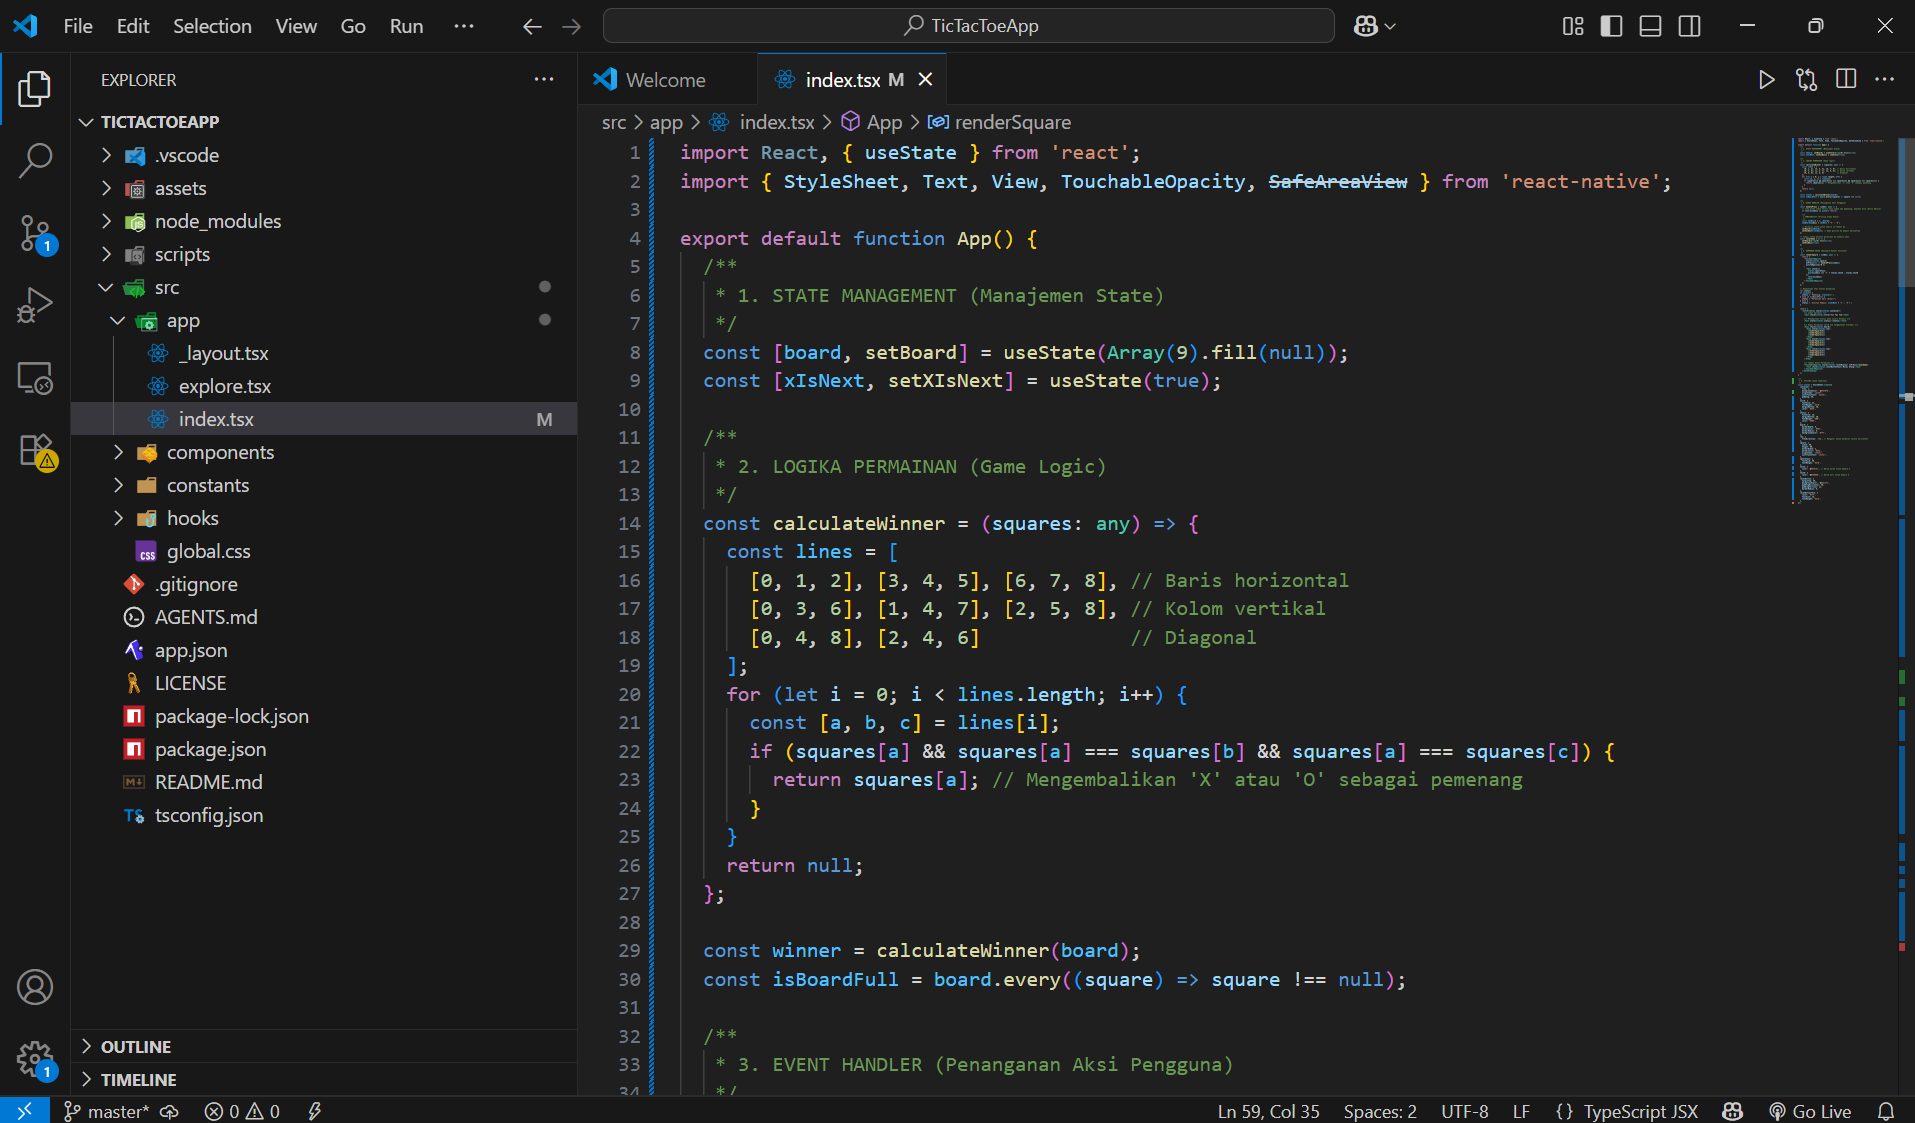 File Edit Selection View Go Run ... TicTacToeApp
EXPLORER ...
TICTACTOEAPP
.vscode
assets
node_modules
1
scripts
src
app
_layout.tsx
explore.tsx
index.tsx M
components
constants
hooks
global.css
.gitignore
AGENTS.md
app.json
LICENSE
package-lock.json
package.json
README.md
tsconfig.json
OUTLINE
1
TIMELINE
Welcome index.tsx M
src > app > index.tsx > App > renderSquare
1 import React, { useState } from 'react';
2 import { StyleSheet, Text, View, TouchableOpacity, SafeAreaView } from 'react-native';
3
4 export default function App() {
5 /**
6 * 1. STATE MANAGEMENT (Manajemen State)
7 */
8 const [board, setBoard] = useState(Array(9).fill(null));
9 const [xIsNext, setXIsNext] = useState(true);
10
11 /**
12 * 2. LOGIKA PERMAINAN (Game Logic)
13 */
14 const calculateWinner = (squares: any) => {
15 const lines = [
16 [0, 1, 2], [3, 4, 5], [6, 7, 8], // Baris horizontal
17 [0, 3, 6], [1, 4, 7], [2, 5, 8], // Kolom vertikal
18 [0, 4, 8], [2, 4, 6] // Diagonal
19 ];
20 for (let i = 0; i < lines.length; i++) {
21 const [a, b, c] = lines[i];
22 if (squares[a] && squares[a] === squares[b] && squares[a] === squares[c]) {
23 return squares[a]; // Mengembalikan 'X' atau 'O' sebagai pemenang
24 }
25 }
26 return null;
27 };
28
29 const winner = calculateWinner(board);
30 const isBoardFull = board.every((square) => square !== null);
31
32 /**
33 * 3. EVENT HANDLER (Penanganan Aksi Pengguna)
34 */
master* 0 0 Ln 59, Col 35 Spaces: 2 UTF-8 LF {} TypeScript JSX Go Live